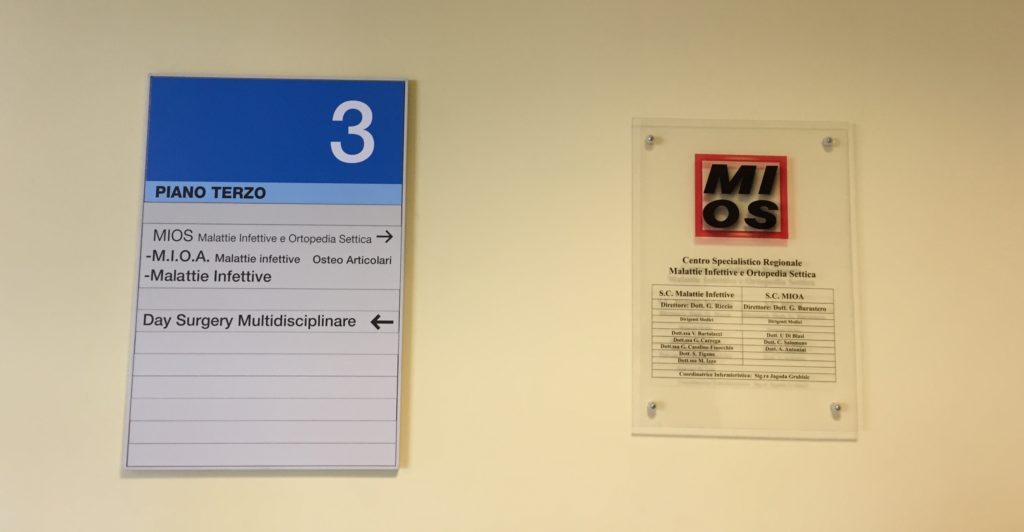 3
PIANO TERZO
MIOS Malattie Infettive e Ortopedia Settica →
-M.I.O.A. Malattie infettive Osteo Articolari
-Malattie Infettive
Day Surgery Multidisciplinare ←
MI
OS
Centro Specialistico Regionale
Malattie Infettive e Ortopedia Settica
S.C. Malattie Infettive S.C. MIOA
Direttore: Dott. G. Riccio Direttore: Dott. G. Burastero
Dirigenti Medici Dirigenti Medici
Dott.ssa V. Bartolacci Dott. U Di Blasi
Dott.ssa G. Carrega Dott. C. Salomone
Dott.ssa G. Casalino Finocchio Dott. A. Antonini
Dott. S. Tigano
Dott.ssa M. Izzo
Coordinatrice Infermieristica: Sig.ra Jagoda Grubisic